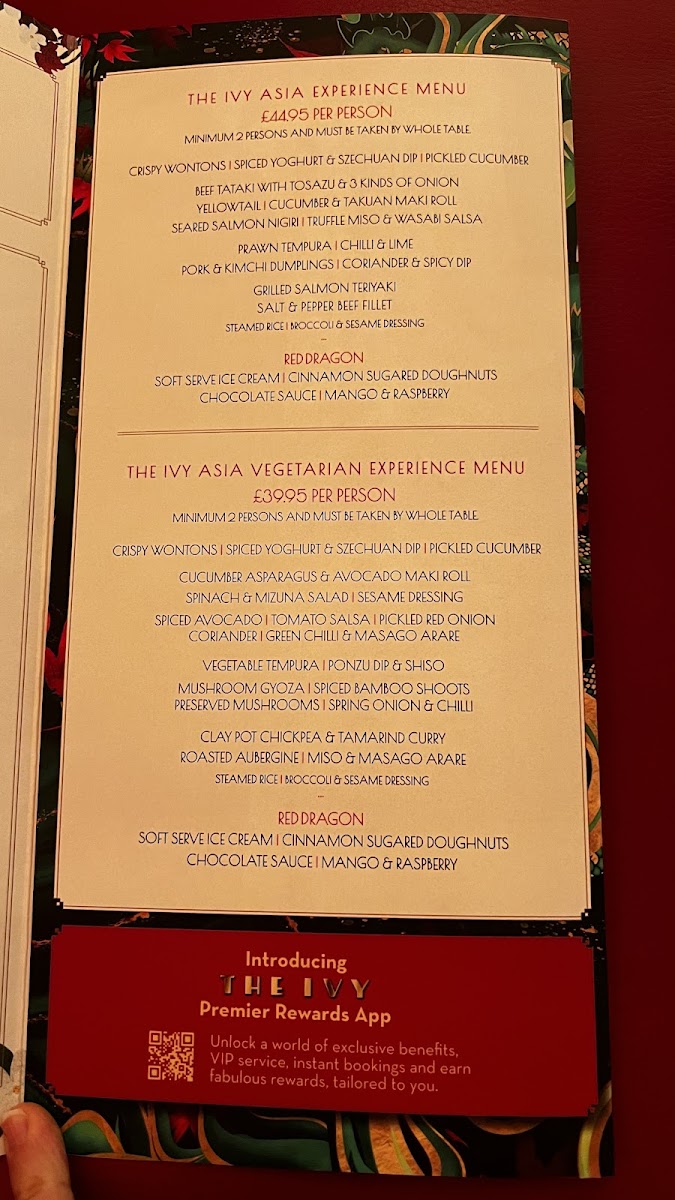 THE IVY ASIA EXPERIENCE MENU
£44.95 PER PERSON
MINIMUM 2 PERSONS AND MUST BE TAKEN BY WHOLE TABLE.
CRISPY WONTONS | SPICED YOGHURT & SZECHUAN DIP | PICKLED CUCUMBER
BEEF TATAKI WITH TOSAZU & 3 KINDS OF ONION
YELLOWTAIL | CUCUMBER & TAKUAN MAKI ROLL
SEARED SALMON NIGIRI | TRUFFLE MISO & WASABI SALSA
PRAWN TEMPURA | CHILLI & LIME
PORK & KIMCHI DUMPLINGS | CORIANDER & SPICY DIP
GRILLED SALMON TERIYAKI
SALT & PEPPER BEEF FILLET
STEAMED RICE | BROCCOLI & SESAME DRESSING
~
RED DRAGON
SOFT SERVE ICE CREAM | CINNAMON SUGARED DOUGHNUTS
CHOCOLATE SAUCE | MANGO & RASPBERRY
THE IVY ASIA VEGETARIAN EXPERIENCE MENU
£39.95 PER PERSON
MINIMUM 2 PERSONS AND MUST BE TAKEN BY WHOLE TABLE.
CRISPY WONTONS | SPICED YOGHURT & SZECHUAN DIP | PICKLED CUCUMBER
CUCUMBER ASPARAGUS & AVOCADO MAKI ROLL
SPINACH & MIZUNA SALAD | SESAME DRESSING
SPICED AVOCADO | TOMATO SALSA | PICKLED RED ONION
CORIANDER | GREEN CHILLI & MASAGO ARARE
VEGETABLE TEMPURA | PONZU DIP & SHISO
MUSHROOM GYOZA | SPICED BAMBOO SHOOTS
PRESERVED MUSHROOMS | SPRING ONION & CHILLI
CLAY POT CHICKPEA & TAMARIND CURRY
ROASTED AUBERGINE | MISO & MASAGO ARARE
STEAMED RICE | BROCCOLI & SESAME DRESSING
~
RED DRAGON
SOFT SERVE ICE CREAM | CINNAMON SUGARED DOUGHNUTS
CHOCOLATE SAUCE | MANGO & RASPBERRY
Introducing
THE IVY
Premier Rewards App
Unlock a world of exclusive benefits,
VIP service, instant bookings and earn
fabulous rewards, tailored to you.